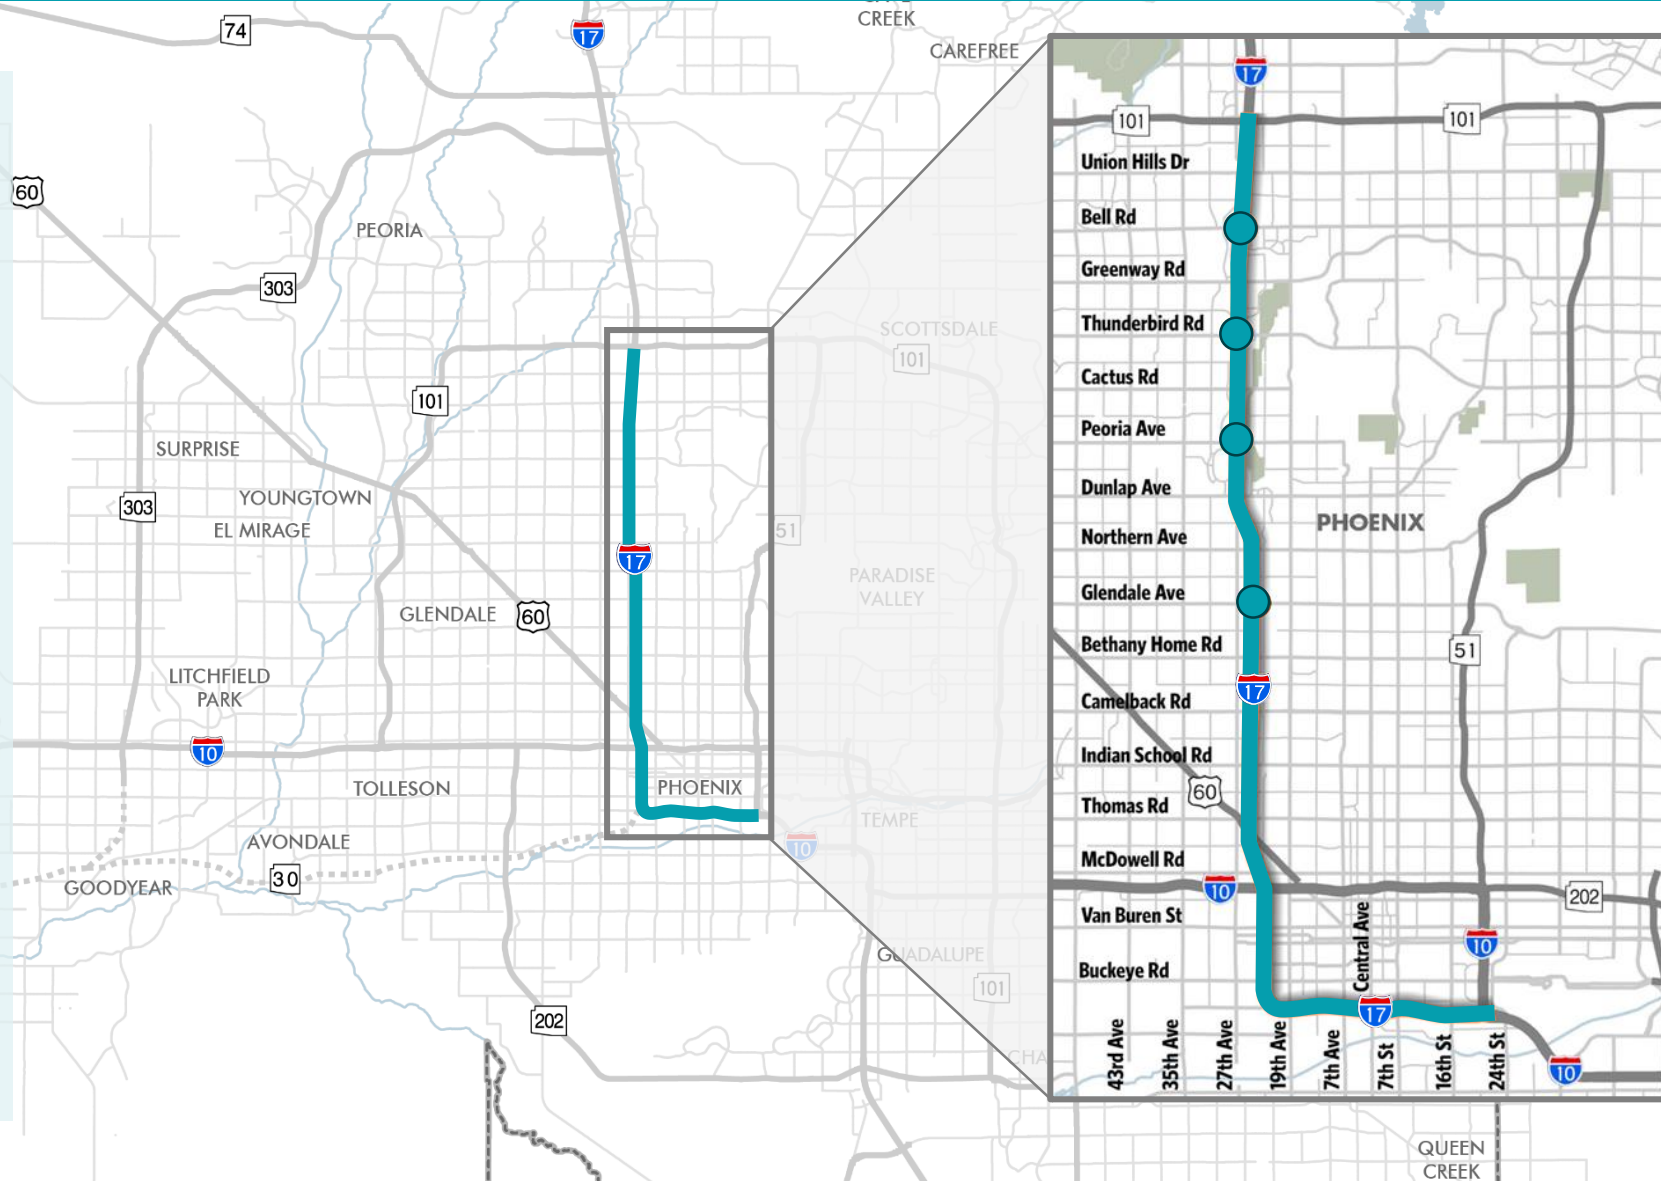 CREEK
CAREFREE
74
17
60
PEORIA
303
SCOTTSDALE
101
101
SURPRISE
YOUNGTOWN
303
EL MIRAGE
51
17
PARADISE
VALLEY
GLENDALE
60
LITCHFIELD
PARK
10
TOLLESON
PHOENIX
TEMPE
AVONDALE
10
30
GOODYEAR
GUADALUPE
101
202
CHA
QUEEN
CREEK
17
101
101
Union Hills Dr
Bell Rd
Greenway Rd
Thunderbird Rd
Cactus Rd
Peoria Ave
Dunlap Ave
PHOENIX
Northern Ave
Glendale Ave
Bethany Home Rd
51
17
Camelback Rd
Indian School Rd
60
Thomas Rd
McDowell Rd
10
202
Van Buren St
Central Ave
10
Buckeye Rd
17
43rd Ave
35th Ave
27th Ave
19th Ave
7th Ave
7th St
16th St
24th St
10